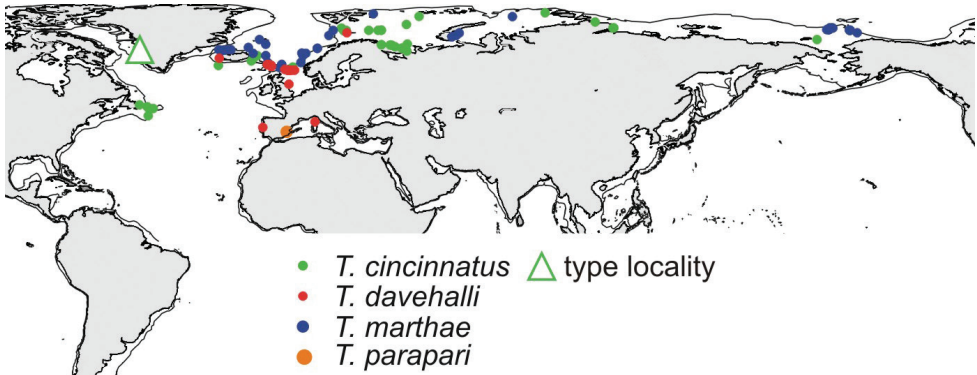 T. cincinnatus △ type locality
T. davehalli
T. marthae
T. parapari